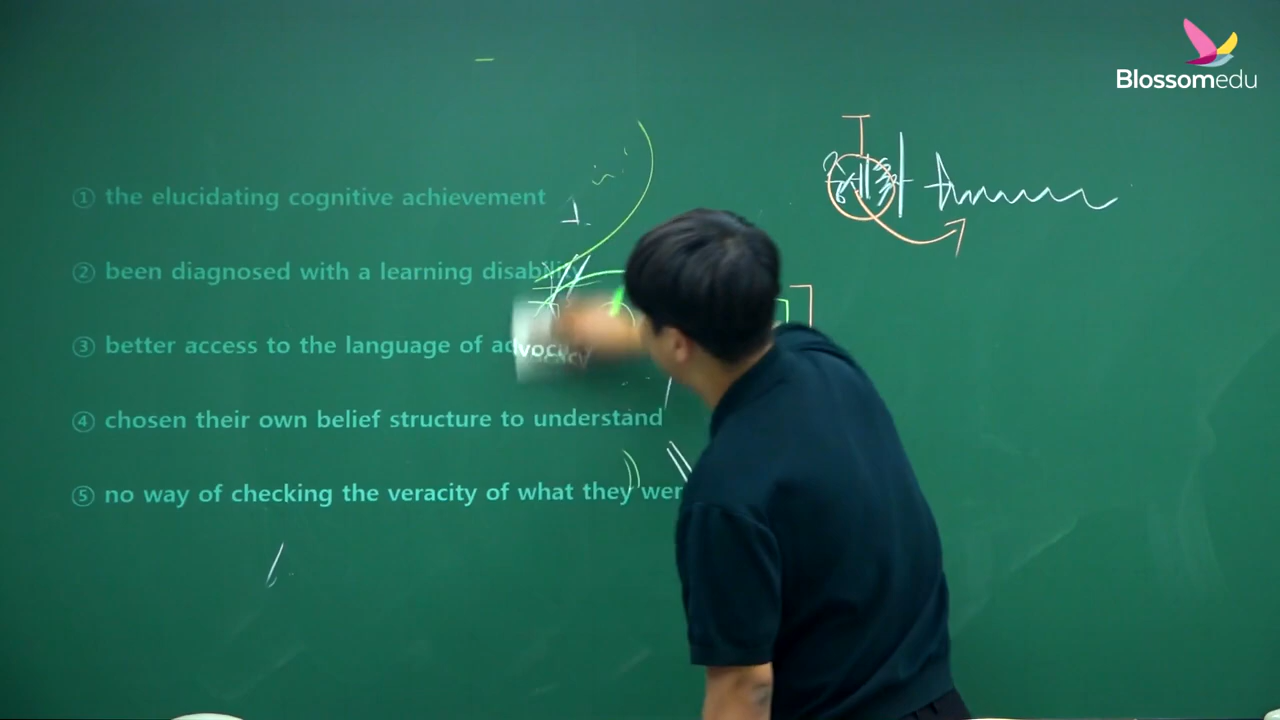 Blossomedu
① the elucidating cognitive achievement
② been diagnosed with a learning disability
③ better access to the language of advocacy
④ chosen their own belief structure to understand
⑤ no way of checking the veracity of what they wer